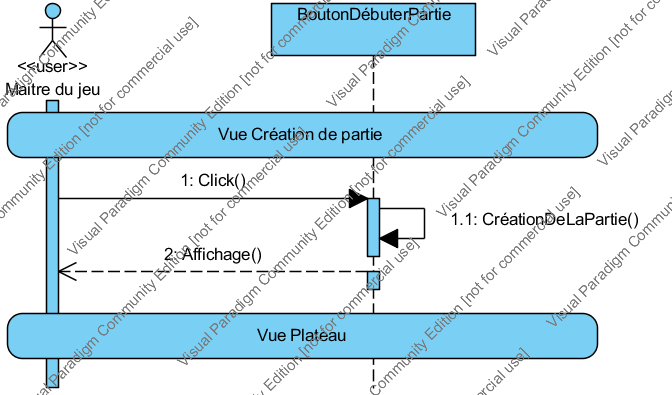 BoutonDébuterPartie
<<user>>
Maitre du jeu
Vue Création de partie
1: Click()
1.1: CréationDeLaPartie()
2: Affichage()
Vue Plateau
Visual Paradigm Community Edition [not for commercial use]